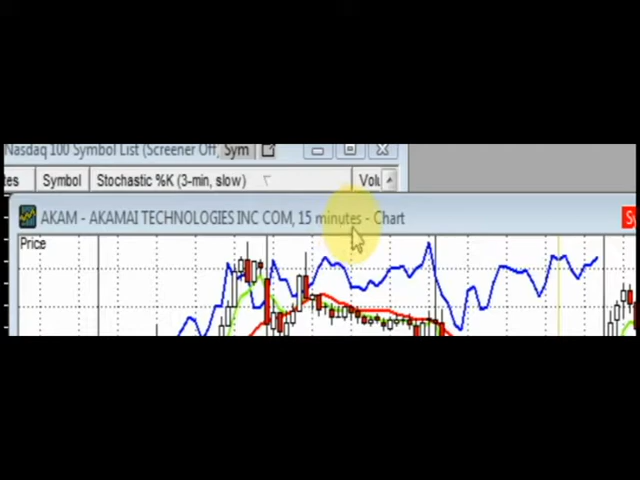 Nasdaq 100 Symbol List (Screener Off, Sym
Symbol Stochastic %K (3-min, slow)
AKAM - AKAMAI TECHNOLOGIES INC COM, 15 minutes - Chart
Price